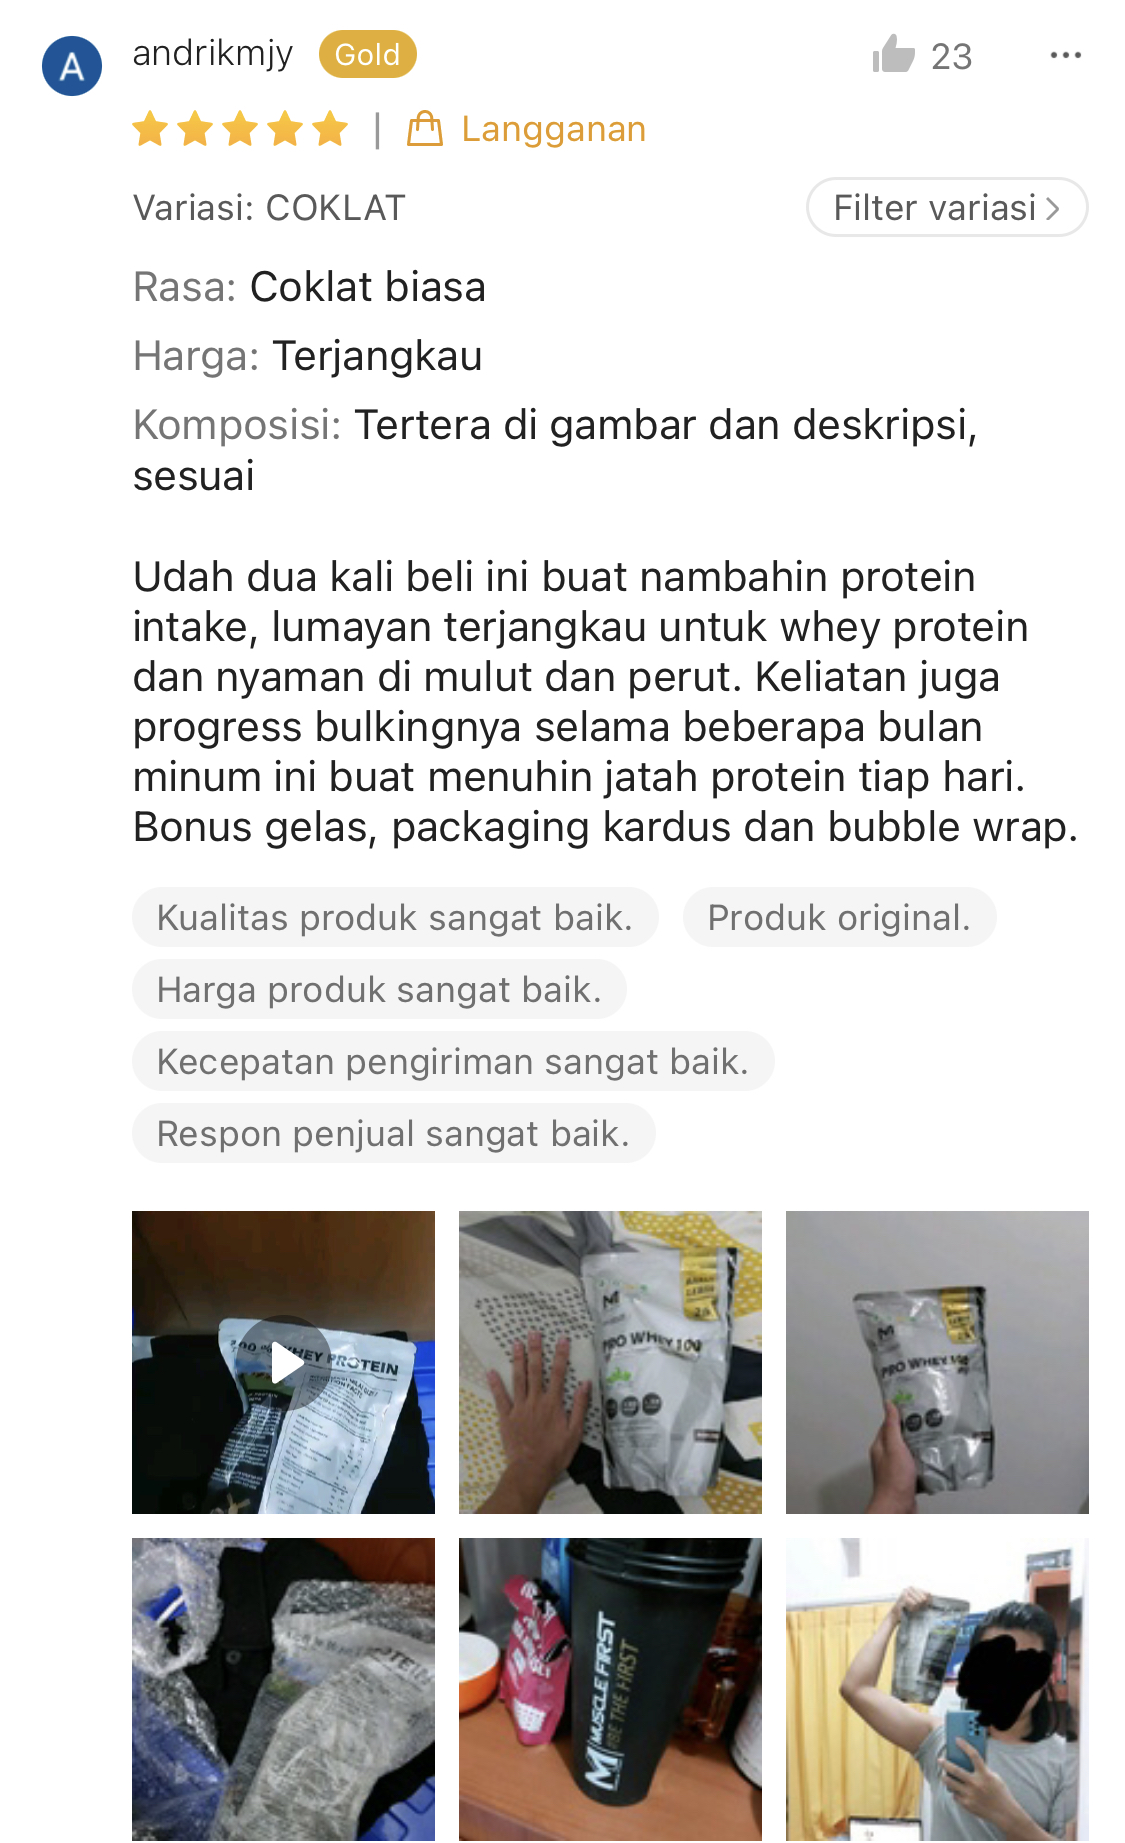 A
andrikmjy Gold 23
| Langganan
Variasi: COKLAT Filter variasi >
Rasa: Coklat biasa
Harga: Terjangkau
Komposisi: Tertera di gambar dan deskripsi,
sesuai
Udah dua kali beli ini buat nambahin protein
intake, lumayan terjangkau untuk whey protein
dan nyaman di mulut dan perut. Keliatan juga
progress bulkingnya selama beberapa bulan
minum ini buat menuhin jatah protein tiap hari.
Bonus gelas, packaging kardus dan bubble wrap.
Kualitas produk sangat baik. Produk original.
Harga produk sangat baik.
Kecepatan pengiriman sangat baik.
Respon penjual sangat baik.
WHEY PROTEIN
M
PRO WHEY 100
M
PRO WHEY 100
M MUSCLE FIRST
BE THE FIRST